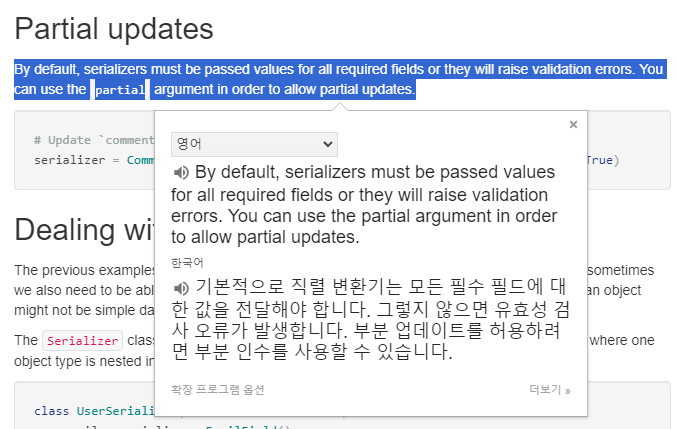 Partial updates
By default, serializers must be passed values for all required fields or they will raise validation errors. You
can use the partial argument in order to allow partial updates.
# Update `comment
serializer = Comm
True)
영어
By default, serializers must be passed values
for all required fields or they will raise validation
errors. You can use the partial argument in order
to allow partial updates.
한국어
기본적으로 직렬 변환기는 모든 필수 필드에 대
한 값을 전달해야 합니다. 그렇지 않으면 유효성 검
사 오류가 발생합니다. 부분 업데이트를 허용하려
면 부분 인수를 사용할 수 있습니다.
확장 프로그램 옵션
더보기 »
Dealing wi
The previous examples
sometimes
we also need to be abl
an object
might not be simple da
The Serializer clas
where one
object type is nested in
class UserSeriali